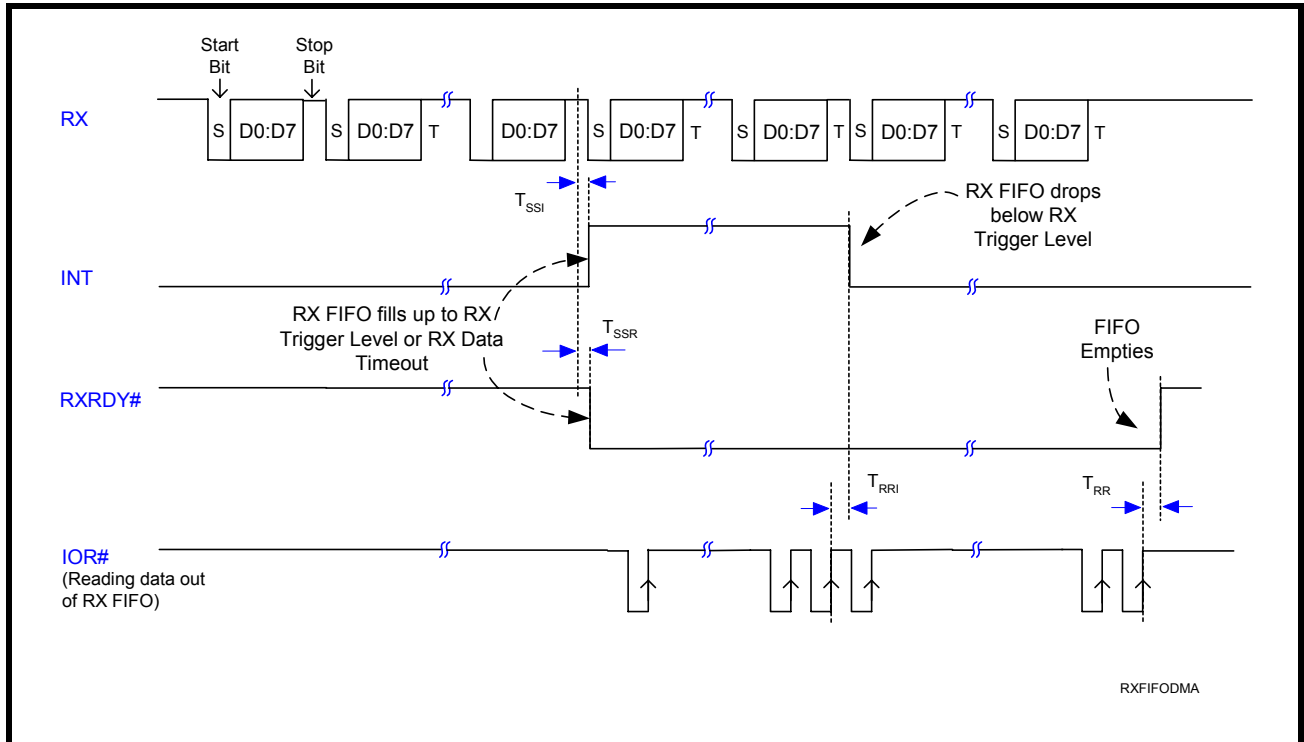 Start
Bit
Stop
Bit
RX
S D0:D7 S D0:D7 T D0:D7 S D0:D7 T S D0:D7 T S D0:D7 T S D0:D7 T
TSSI
RX FIFO drops
below RX
Trigger Level
INT
RX FIFO fills up to RX
Trigger Level or RX Data
Timeout
TSSR
FIFO
Empties
RXRDY#
TRRI
TRR
IOR#
(Reading data out
of RX FIFO)
RXFIFODMA